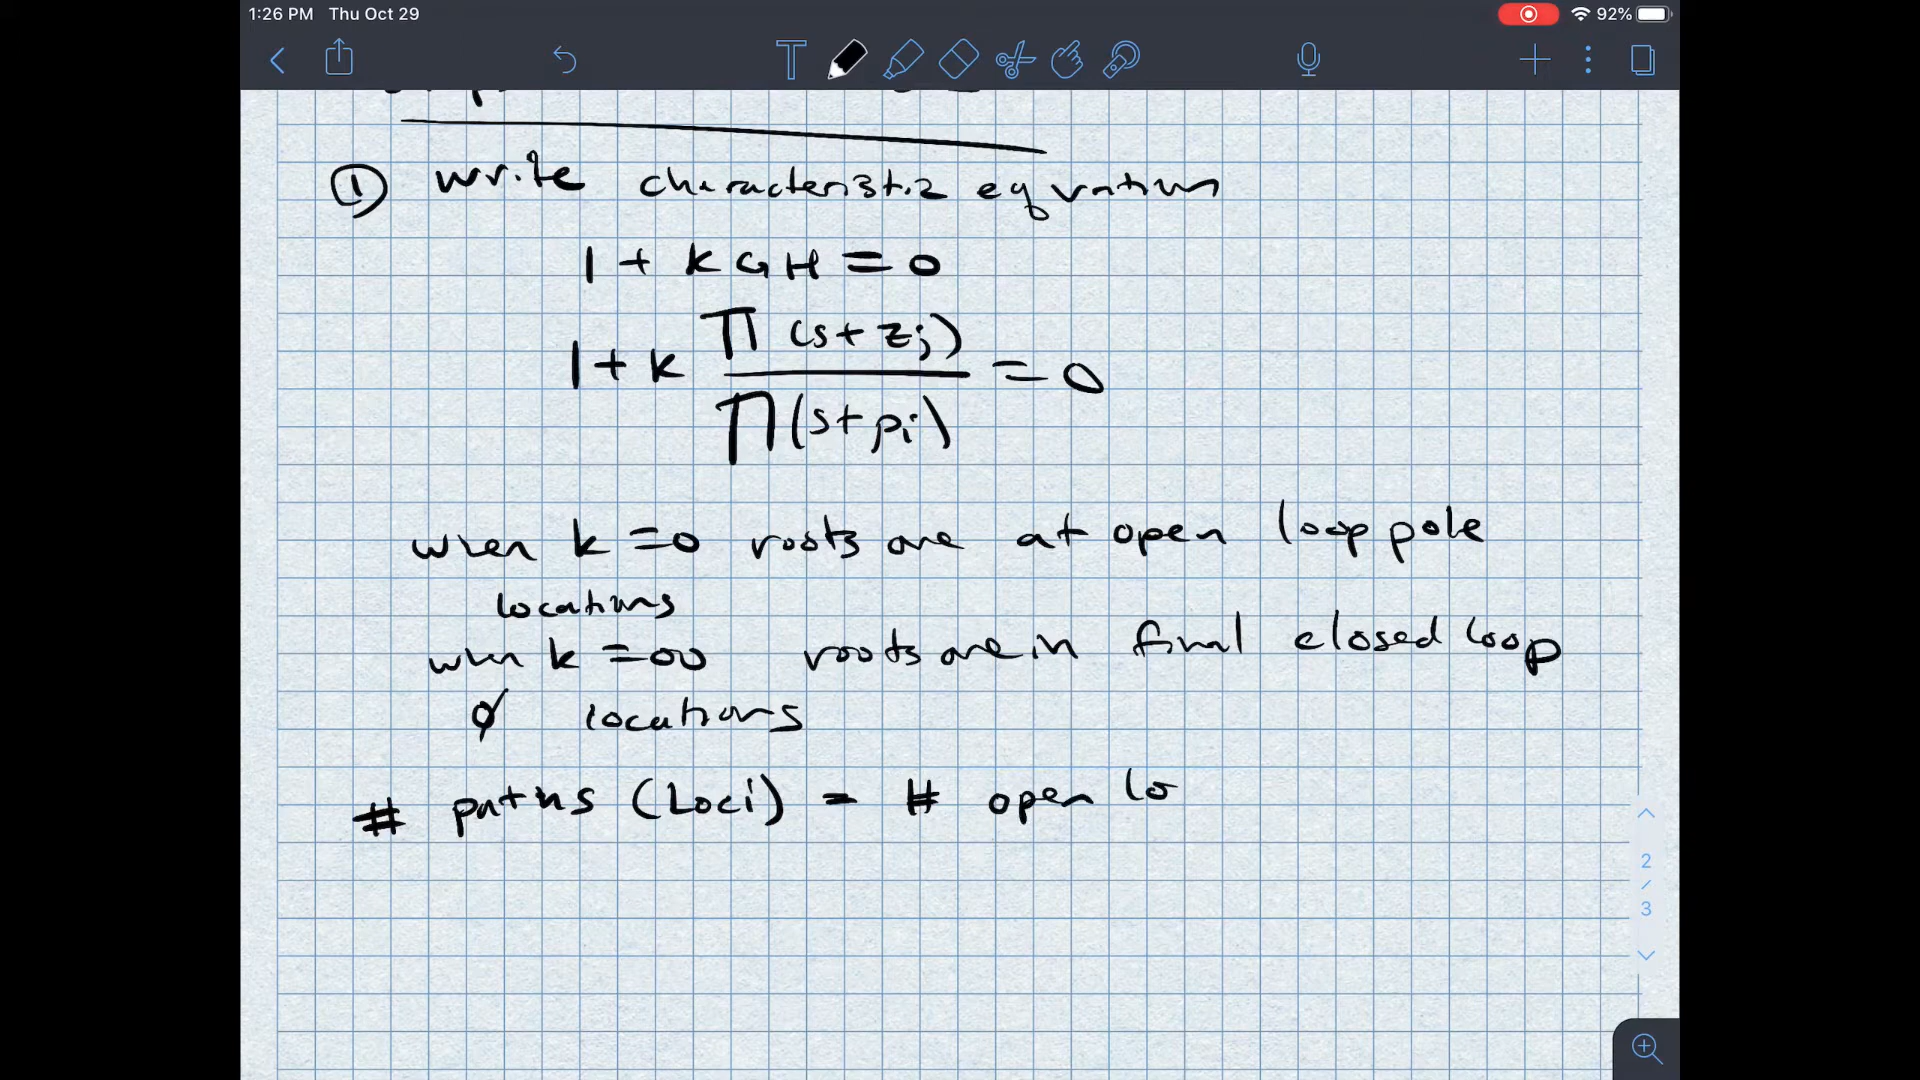 1:26 PM Thu Oct 29 92%
① write characteristic equation
1 + K G H = 0
1 + K ∏ (s + zj) / ∏ (s + pi) = 0
when k = 0 roots are at open loop pole
locations
when k = ∞ roots are in final closed loop
∅ locations
# paths (Loci) = # open lo
2
/
3